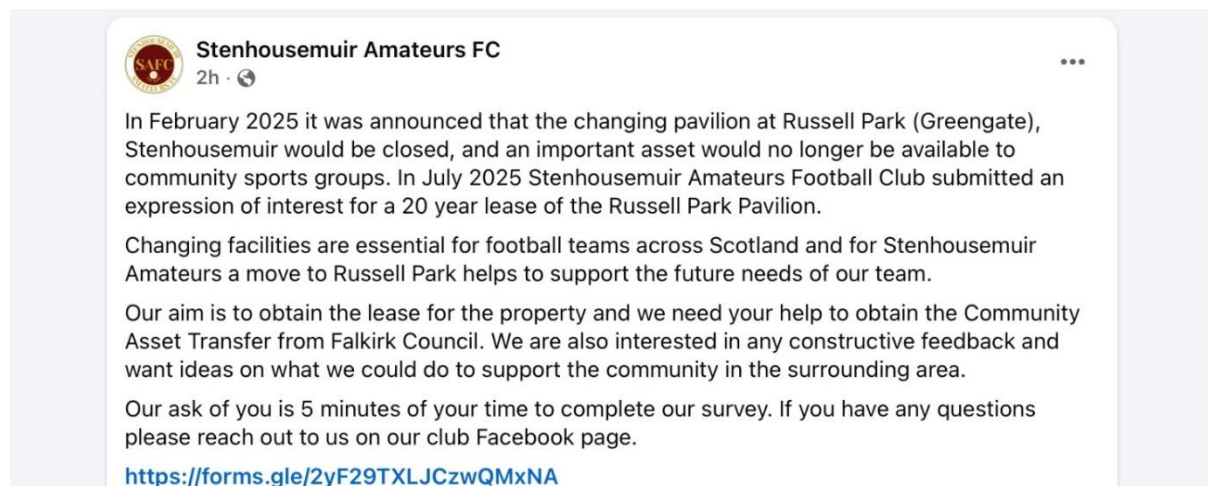 Stenhousemuir Amateurs FC
2h ·
In February 2025 it was announced that the changing pavilion at Russell Park (Greengate),
Stenhousemuir would be closed, and an important asset would no longer be available to
community sports groups. In July 2025 Stenhousemuir Amateurs Football Club submitted an
expression of interest for a 20 year lease of the Russell Park Pavilion.
Changing facilities are essential for football teams across Scotland and for Stenhousemuir
Amateurs a move to Russell Park helps to support the future needs of our team.
Our aim is to obtain the lease for the property and we need your help to obtain the Community
Asset Transfer from Falkirk Council. We are also interested in any constructive feedback and
want ideas on what we could do to support the community in the surrounding area.
Our ask of you is 5 minutes of your time to complete our survey. If you have any questions
please reach out to us on our club Facebook page.
https://forms.gle/2yF29TXLJCzwQMxNA
STENHOUSEMUIR
SAFC
AMATEURS FC